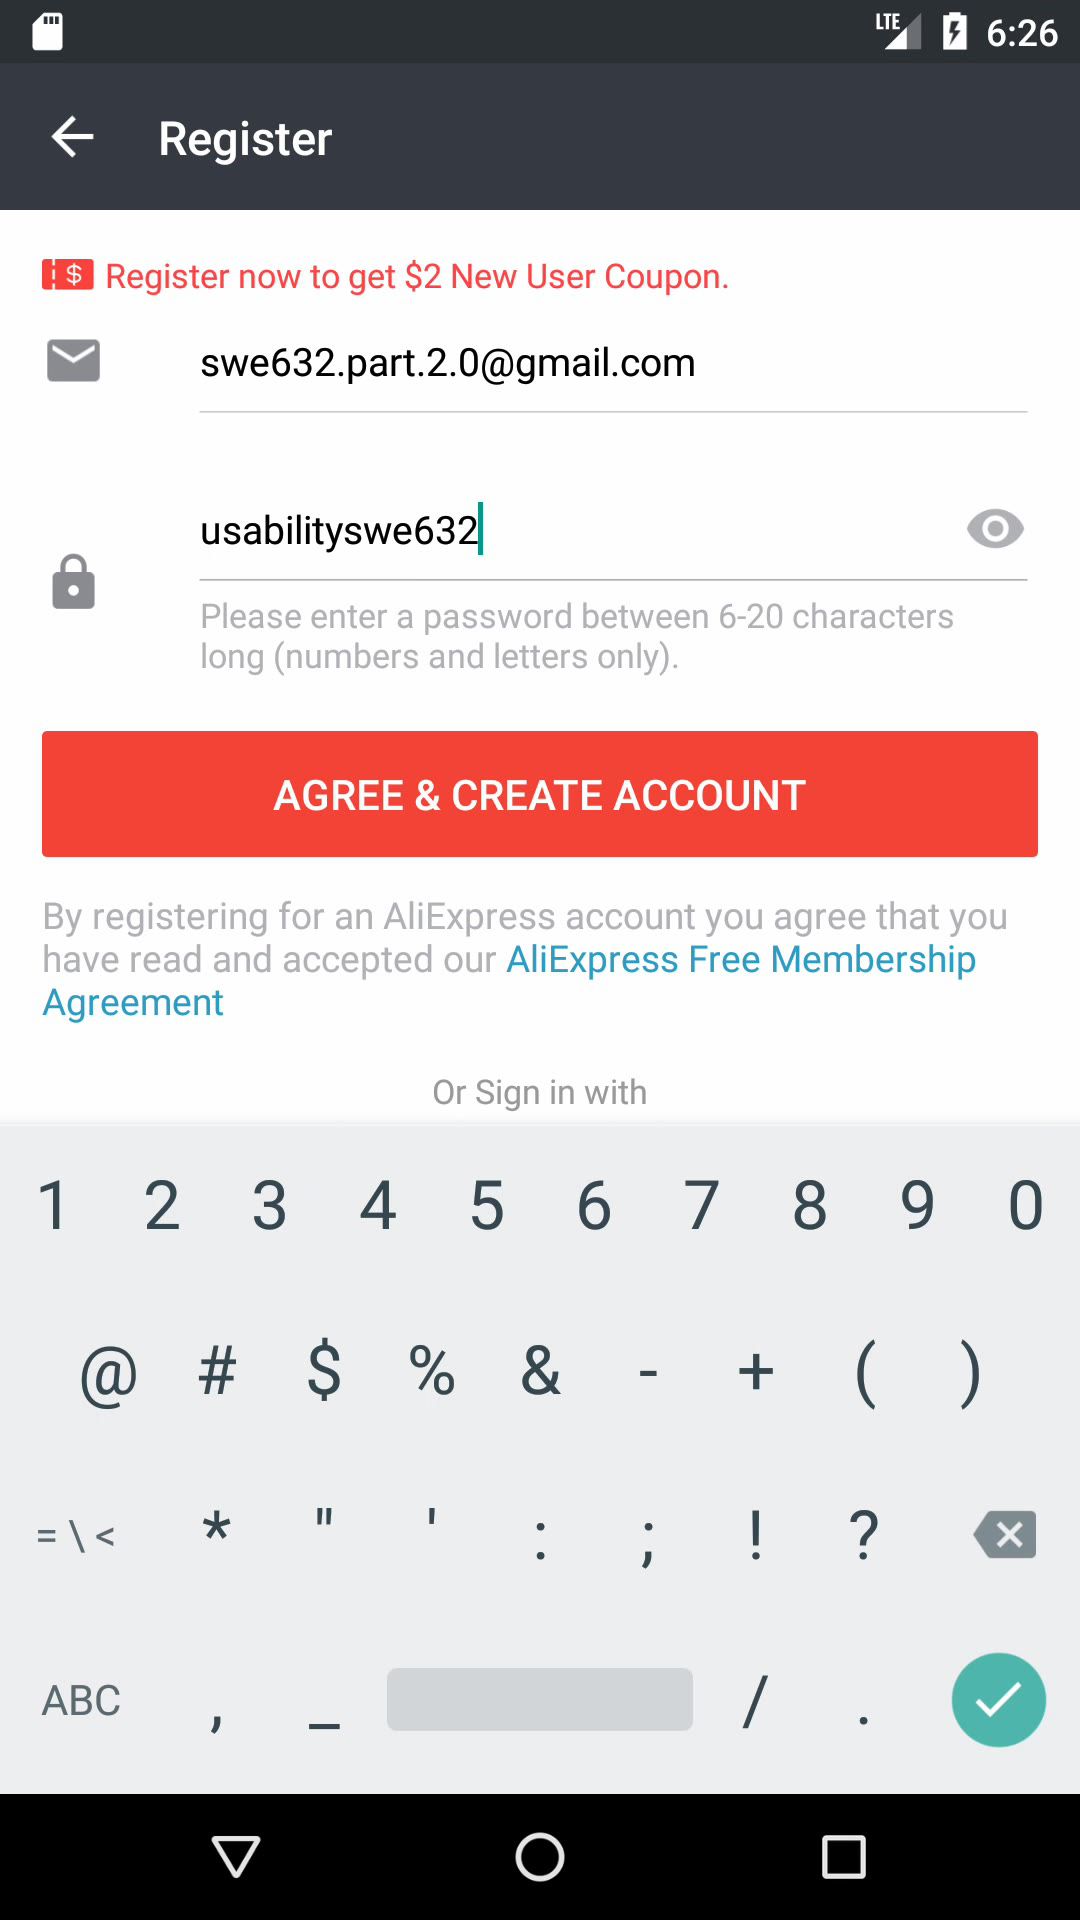 LTE 6:26
Register
$ Register now to get $2 New User Coupon.
swe632.part.2.0@gmail.com
usabilityswe632
Please enter a password between 6-20 characters
long (numbers and letters only).
AGREE & CREATE ACCOUNT
By registering for an AliExpress account you agree that you
have read and accepted our AliExpress Free Membership
Agreement
Or Sign in with
1 2 3 4 5 6 7 8 9 0
@ # $ % & - + ( )
= \ < * " ' : ; ! ?
ABC , _ / .